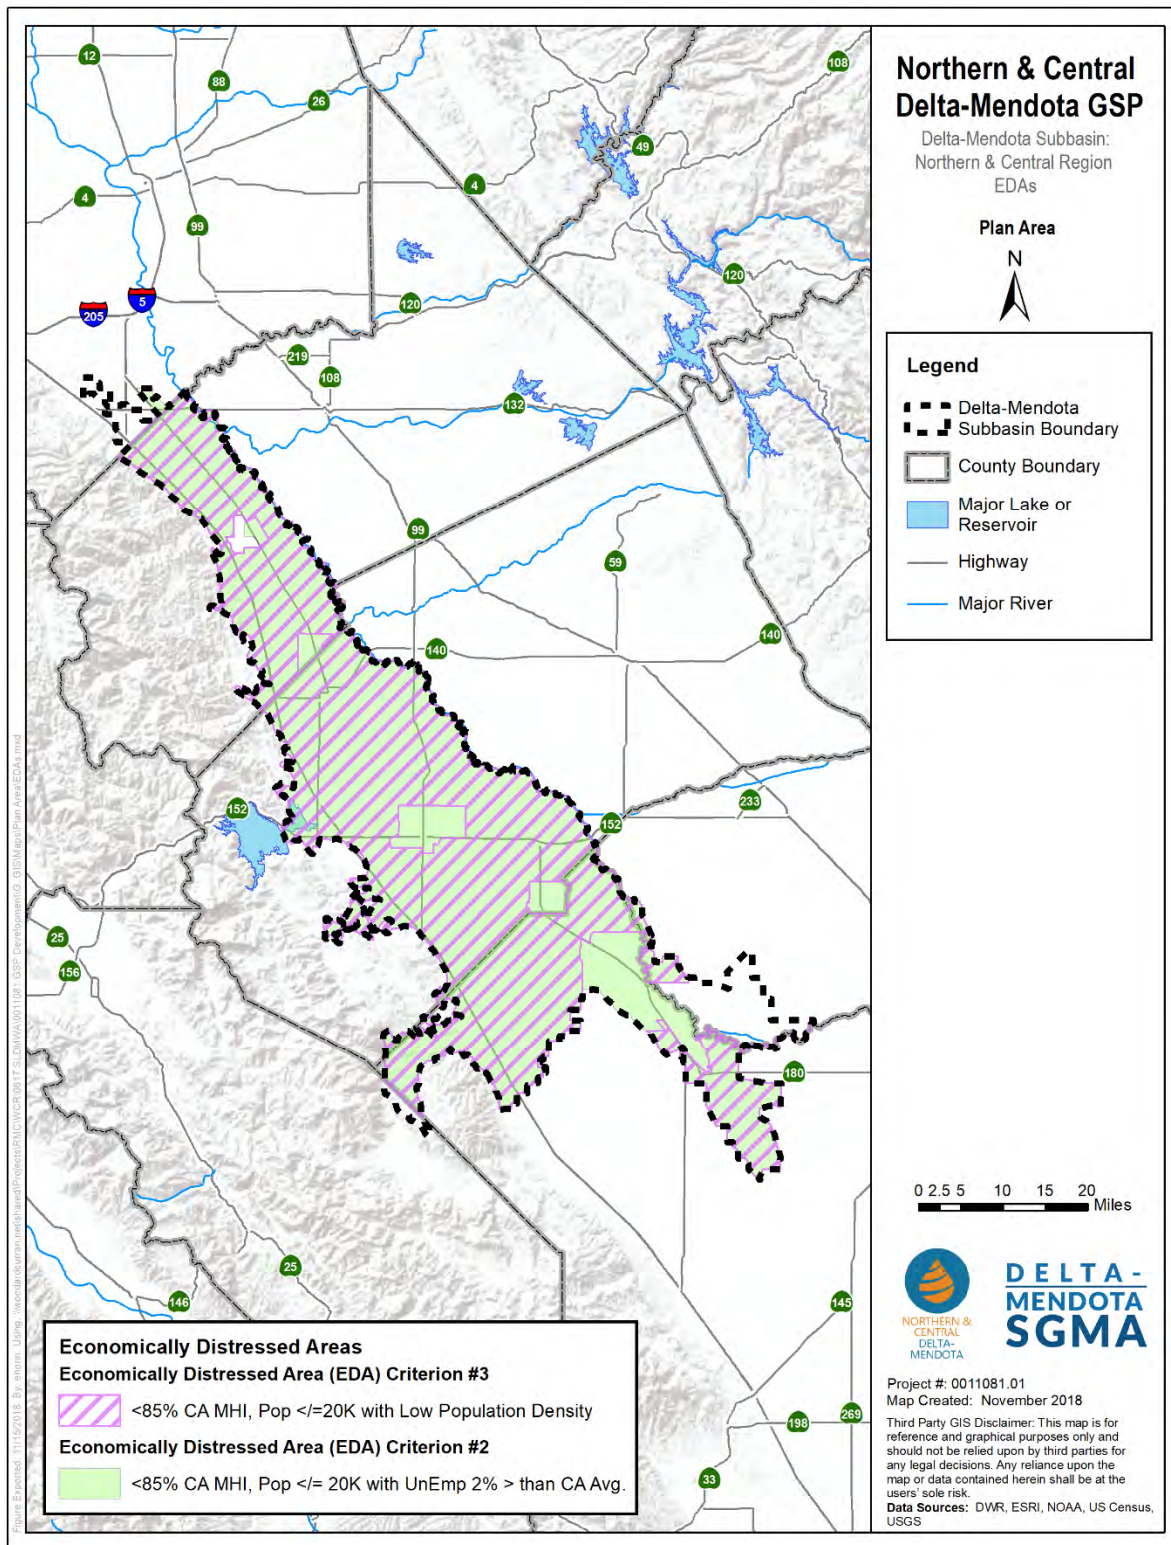 Northern & Central
Delta-Mendota GSP
Delta-Mendota Subbasin:
Northern & Central Region
EDAs
Plan Area
N
Legend
Delta-Mendota
Subbasin Boundary
County Boundary
Major Lake or
Reservoir
Highway
Major River
0 2.5 5 10 15 20
Miles
NORTHERN &
CENTRAL
DELTA-
MENDOTA
DELTA-
MENDOTA
SGMA
Project #: 0011081.01
Map Created: November 2018
Third Party GIS Disclaimer: This map is for
reference and graphical purposes only and
should not be relied upon by third parties for
any legal decisions. Any reliance upon the
map or data contained herein shall be at the
users' sole risk.
Data Sources: DWR, ESRI, NOAA, US Census,
USGS
12
88
26
108
49
4
4
99
120
5
205
120
219
108
132
99
59
140
140
152
233
152
25
156
180
25
146
145
198
269
33
Economically Distressed Areas
Economically Distressed Area (EDA) Criterion #3
<85% CA MHI, Pop </=20K with Low Population Density
Economically Distressed Area (EDA) Criterion #2
<85% CA MHI, Pop </= 20K with UnEmp 2% > than CA Avg.